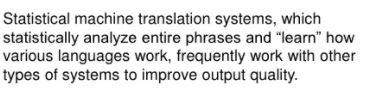 Statistical machine translation systems, which
statistically analyze entire phrases and “learn” how
various languages work, frequently work with other
types of systems to improve output quality.